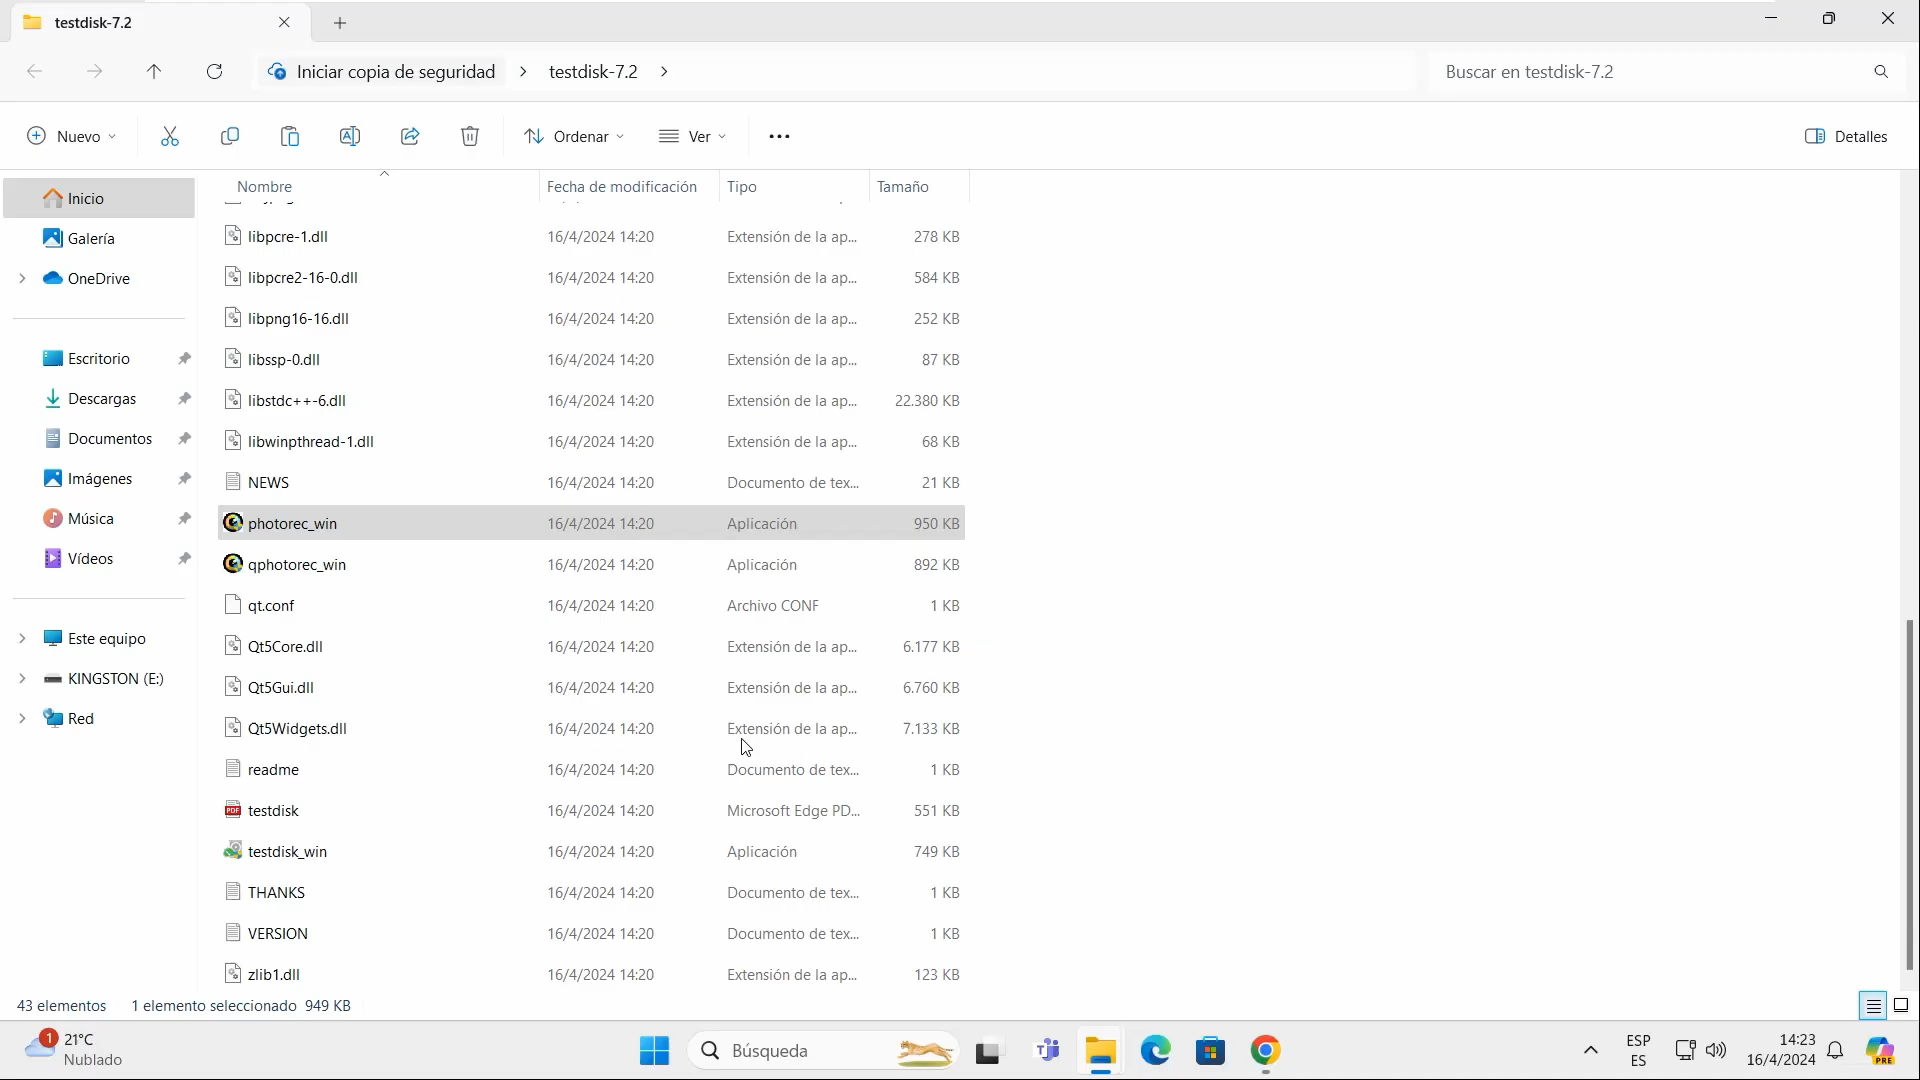 testdisk-7.2
Iniciar copia de seguridad
testdisk-7.2
Buscar en testdisk-7.2
Nuevo
Ordenar
Ver
Detalles
Nombre
Fecha de modificación
Tipo
Tamaño
Inicio
Galería
OneDrive
Escritorio
Descargas
Documentos
Imágenes
Música
Vídeos
Este equipo
KINGSTON (E:)
Red
libpcre-1.dll 16/4/2024 14:20 Extensión de la ap... 278 KB
libpcre2-16-0.dll 16/4/2024 14:20 Extensión de la ap... 584 KB
libpng16-16.dll 16/4/2024 14:20 Extensión de la ap... 252 KB
libssp-0.dll 16/4/2024 14:20 Extensión de la ap... 87 KB
libstdc++-6.dll 16/4/2024 14:20 Extensión de la ap... 22.380 KB
libwinpthread-1.dll 16/4/2024 14:20 Extensión de la ap... 68 KB
NEWS 16/4/2024 14:20 Documento de tex... 21 KB
photorec_win 16/4/2024 14:20 Aplicación 950 KB
qphotorec_win 16/4/2024 14:20 Aplicación 892 KB
qt.conf 16/4/2024 14:20 Archivo CONF 1 KB
Qt5Core.dll 16/4/2024 14:20 Extensión de la ap... 6.177 KB
Qt5Gui.dll 16/4/2024 14:20 Extensión de la ap... 6.760 KB
Qt5Widgets.dll 16/4/2024 14:20 Extensión de la ap... 7.133 KB
readme 16/4/2024 14:20 Documento de tex... 1 KB
testdisk 16/4/2024 14:20 Microsoft Edge PD... 551 KB
testdisk_win 16/4/2024 14:20 Aplicación 749 KB
THANKS 16/4/2024 14:20 Documento de tex... 1 KB
VERSION 16/4/2024 14:20 Documento de tex... 1 KB
zlib1.dll 16/4/2024 14:20 Extensión de la ap... 123 KB
43 elementos
1 elemento seleccionado 949 KB
1
21°C
Nublado
Búsqueda
ESP
ES
14:23
16/4/2024
PRE